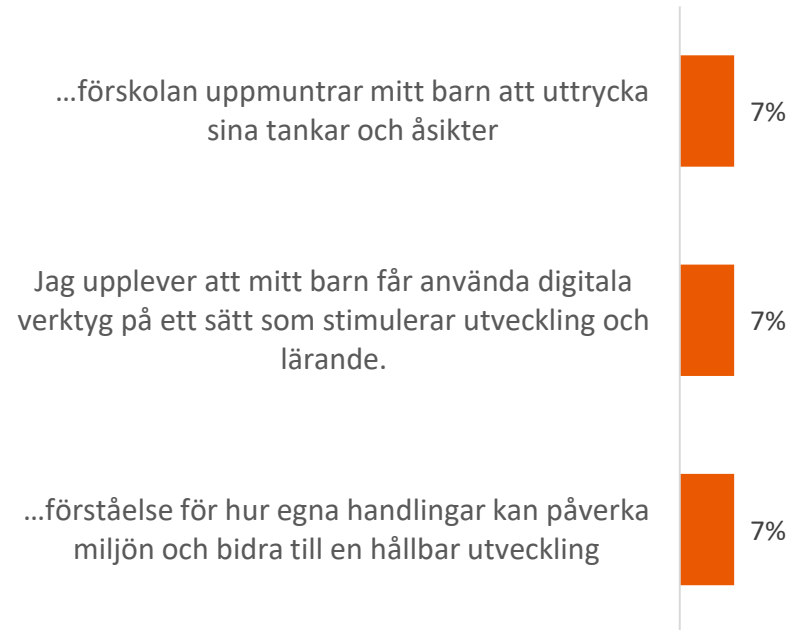 …förskolan uppmuntrar mitt barn att uttrycka
sina tankar och åsikter
7%
Jag upplever att mitt barn får använda digitala
verktyg på ett sätt som stimulerar utveckling och
lärande.
7%
…förståelse för hur egna handlingar kan påverka
miljön och bidra till en hållbar utveckling
7%